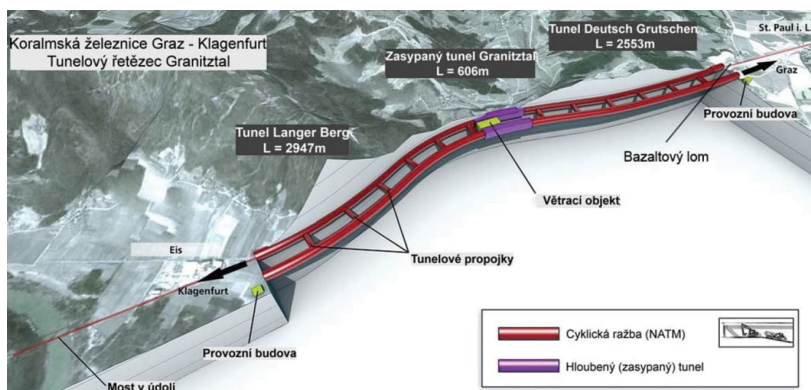 Koralmská železnice Graz - Klagenfurt
Tunelový řetězec Granitztal
Tunel Deutsch Grutschen
L = 2553m
St. Paul i. L.
Graz
Zasypaný tunel Granitztal
L = 606m
Provozní budova
Bazaltový lom
Tunel Langer Berg
L = 2947m
Větrací objekt
Eis
Tunelové propojky
Klagenfurt
Provozní budova
Most v údolí
Cyklická ražba (NATM)
Hloubený (zasypaný) tunel